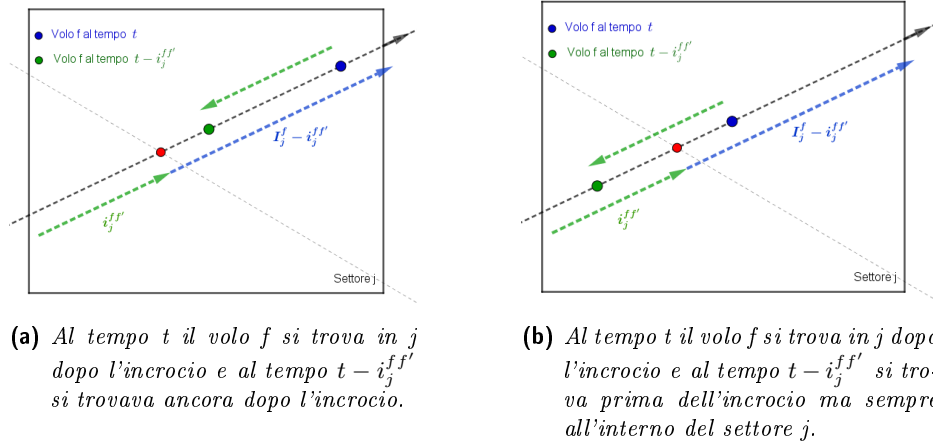 Volo f al tempo t
Volo f al tempo t − i_j^{ff'}
I_j^f − i_j^{ff'}
i_j^{ff'}
Settore j
(a) Al tempo t il volo f si trova in j
dopo l'incrocio e al tempo t − i_j^{ff'}
si trovava ancora dopo l'incrocio.
Volo f al tempo t
Volo f al tempo t − i_j^{ff'}
I_j^f − i_j^{ff'}
i_j^{ff'}
Settore j
(b) Al tempo t il volo f si trova in j dopo
l'incrocio e al tempo t − i_j^{ff'} si tro-
va prima dell'incrocio ma sempre
all'interno del settore j.